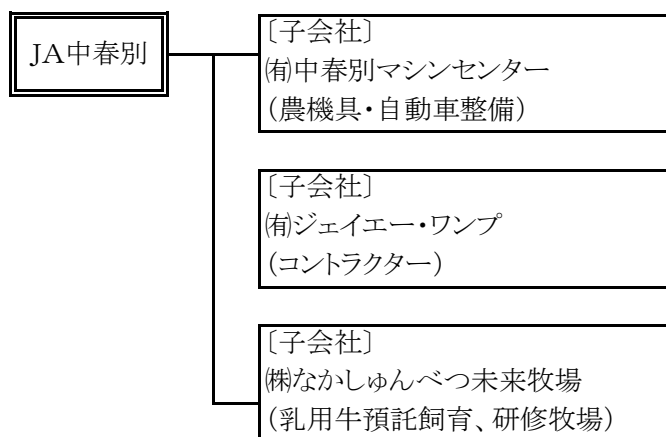 JA中春別
〔子会社〕
㈲中春別マシンセンター
（農機具・自動車整備）
〔子会社〕
㈲ジェイエー・ワンプ
（コントラクター）
〔子会社〕
㈱なかしゅんべつ未来牧場
（乳用牛預託飼育、研修牧場）